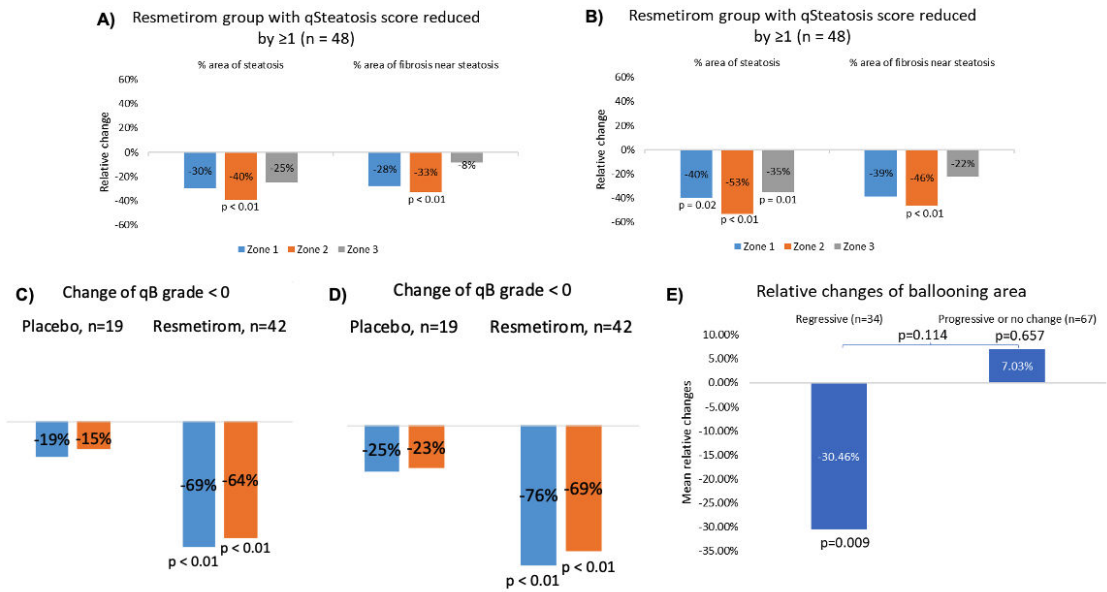 A) Resmetirom group with qSteatosis score reduced
by ≥1 (n = 48)
% area of steatosis % area of fibrosis near steatosis
Relative change
60%
40%
20%
0%
-20%
-40%
-60%
-30%
-40%
-25%
-28%
-33%
-8%
p < 0.01
p < 0.01
Zone 1 Zone 2 Zone 3
B) Resmetirom group with qSteatosis score reduced
by ≥1 (n = 48)
% area of steatosis % area of fibrosis near steatosis
Relative change
60%
40%
20%
0%
-20%
-40%
-60%
-40%
-53%
-35%
-39%
-46%
-22%
p = 0.02
p < 0.01
p = 0.01
p < 0.01
Zone 1 Zone 2 Zone 3
C) Change of qB grade < 0
Placebo, n=19 Resmetirom, n=42
-19%
-15%
-69%
-64%
p < 0.01
p < 0.01
D) Change of qB grade < 0
Placebo, n=19 Resmetirom, n=42
-25%
-23%
-76%
-69%
p < 0.01
p < 0.01
E) Relative changes of ballooning area
Regressive (n=34) Progressive or no change (n=67)
p=0.114
p=0.657
Mean relative changes
10.00%
5.00%
0.00%
-5.00%
-10.00%
-15.00%
-20.00%
-25.00%
-30.00%
-35.00%
7.03%
-30.46%
p=0.009